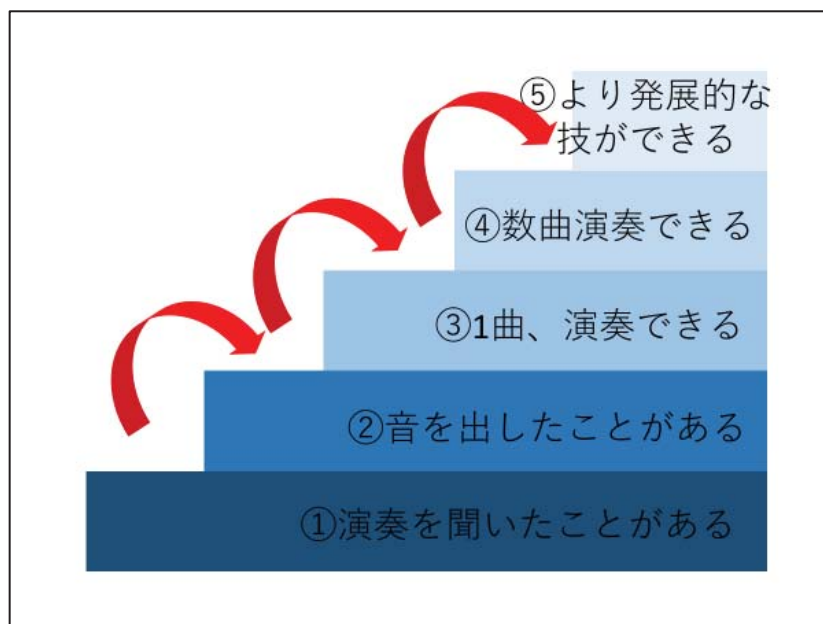 ⑤より発展的な
技ができる
④数曲演奏できる
③1曲、演奏できる
②音を出したことがある
①演奏を聞いたことがある